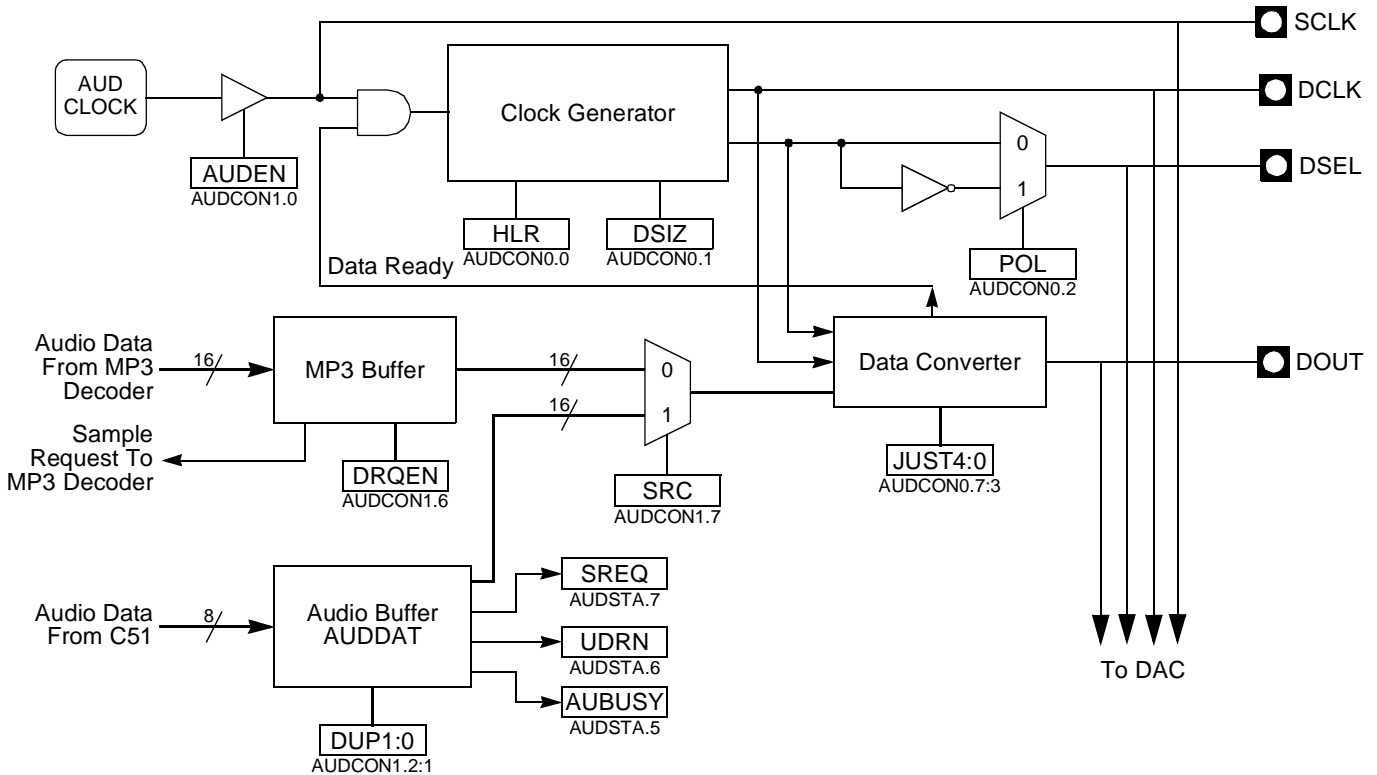 SCLK
AUD
CLOCK
Clock Generator
DCLK
0
1
DSEL
AUDEN
AUDCON1.0
HLR
AUDCON0.0
DSIZ
AUDCON0.1
POL
AUDCON0.2
Data Ready
Audio Data
From MP3
Decoder
16
MP3 Buffer
16
16
0
1
Data Converter
DOUT
Sample
Request To
MP3 Decoder
DRQEN
AUDCON1.6
SRC
AUDCON1.7
JUST4:0
AUDCON0.7:3
Audio Data
From C51
8
Audio Buffer
AUDDAT
SREQ
AUDSTA.7
UDRN
AUDSTA.6
AUBUSY
AUDSTA.5
To DAC
DUP1:0
AUDCON1.2:1